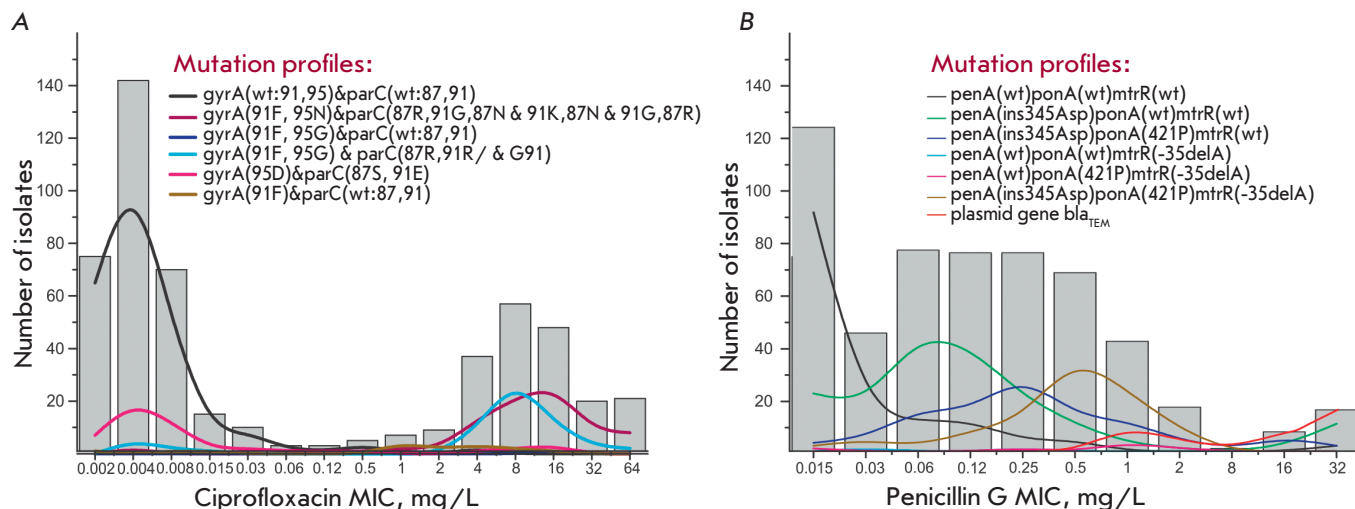 A
Number of isolates
140
120
100
80
60
40
20
Mutation profiles:
gyrA(wt:91,95)&parC(wt:87,91)
gyrA(91F, 95N)&parC(87R,91G,87N & 91K,87N & 91G,87R)
gyrA(91F, 95G)&parC(wt:87,91)
gyrA(91F, 95G) & parC(87R,91R/ & G91)
gyrA(95D)&parC(87S, 91E)
gyrA(91F)&parC(wt:87,91)
0.002 0.004 0.008 0.015 0.03 0.06 0.12 0.5 1 2 4 8 16 32 64
Ciprofloxacin MIC, mg/L
B
Number of isolates
140
120
100
80
60
40
20
Mutation profiles:
penA(wt)ponA(wt)mtrR(wt)
penA(ins345Asp)ponA(wt)mtrR(wt)
penA(ins345Asp)ponA(421P)mtrR(wt)
penA(wt)ponA(wt)mtrR(-35delA)
penA(wt)ponA(421P)mtrR(-35delA)
penA(ins345Asp)ponA(421P)mtrR(-35delA)
plasmid gene bla TEM
0.015 0.03 0.06 0.12 0.25 0.5 1 2 8 16 32
Penicillin G MIC, mg/L